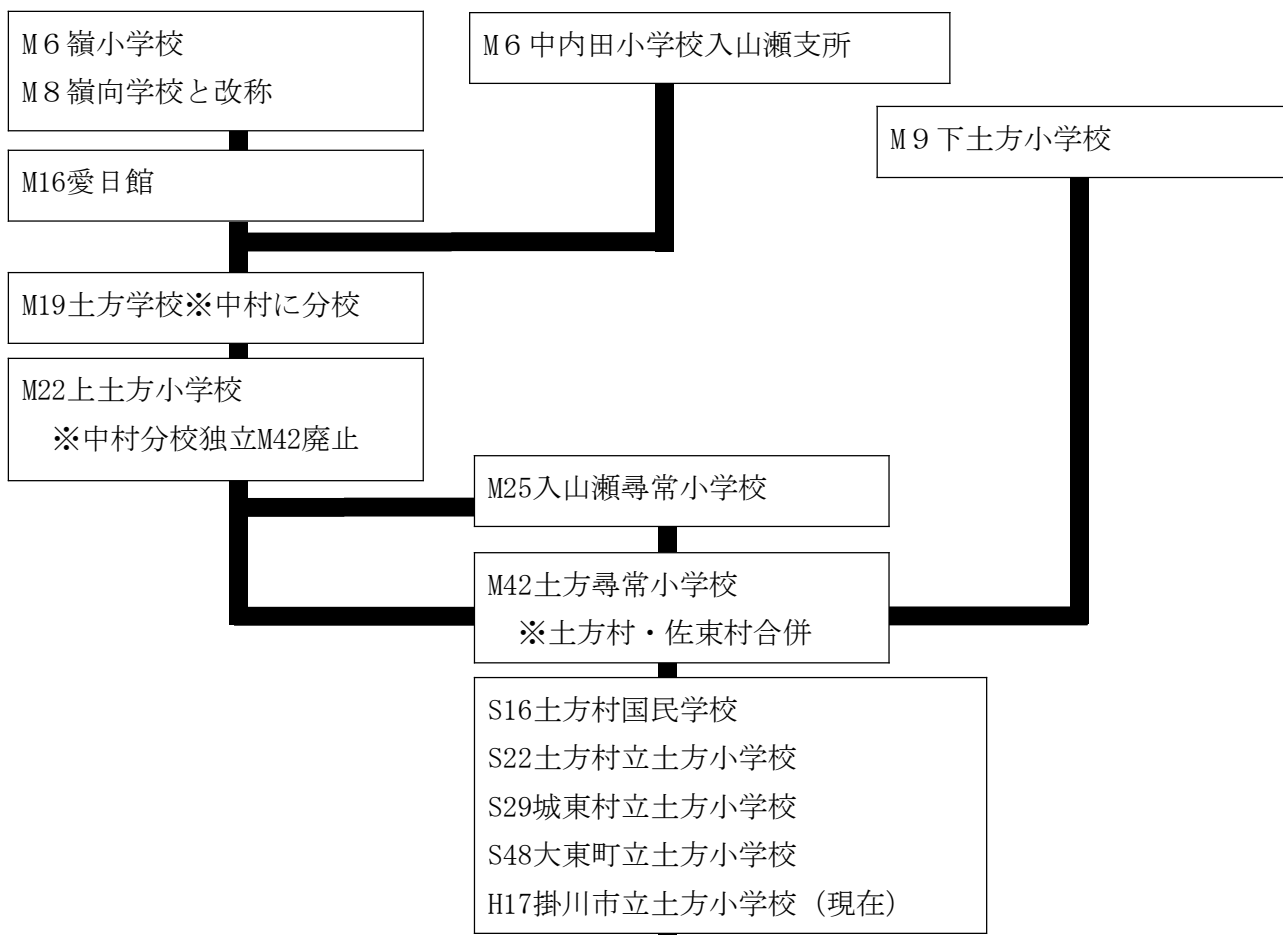 M６嶺小学校
M８嶺向学校と改称
M６中内田小学校入山瀬支所
M９下土方小学校
M16愛日館
M19土方学校※中村に分校
M22上土方小学校
※中村分校独立M42廃止
M25入山瀬尋常小学校
M42土方尋常小学校
※土方村・佐束村合併
S16土方村国民学校
S22土方村立土方小学校
S29城東村立土方小学校
S48大東町立土方小学校
H17掛川市立土方小学校（現在）